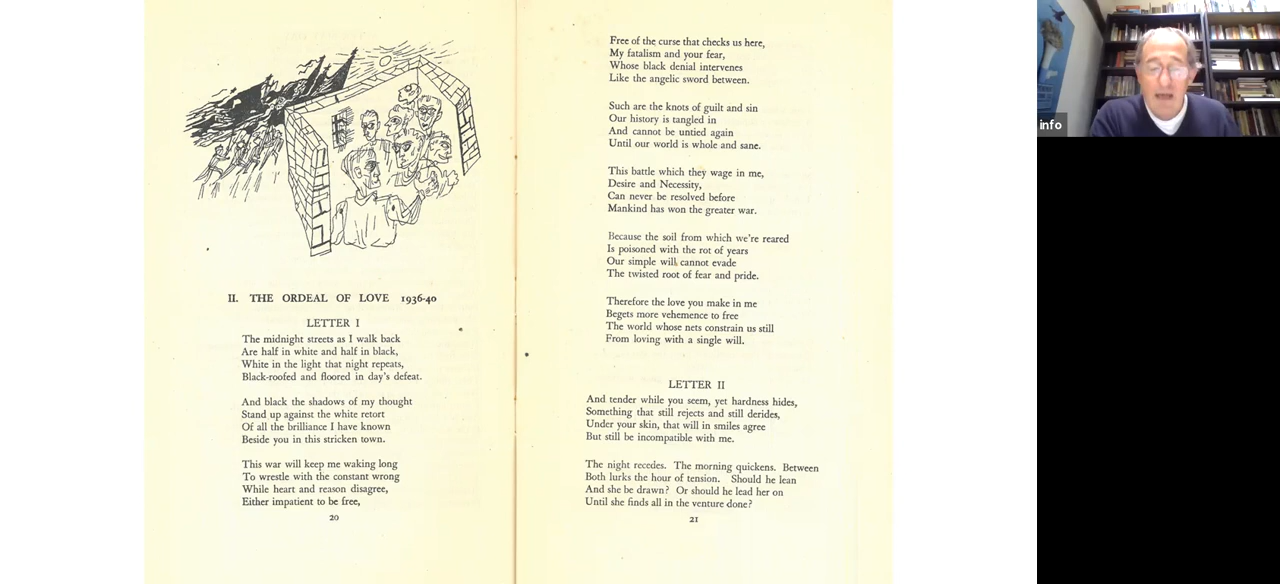 II. THE ORDEAL OF LOVE 1936-40
LETTER I
The midnight streets as I walk back
Are half in white and half in black,
White in the light that night repeats,
Black-roofed and floored in day's defeat.
And black the shadows of my thought
Stand up against the white retort
Of all the brilliance I have known
Beside you in this stricken town.
This war will keep me waking long
To wrestle with the constant wrong
While heart and reason disagree,
Either impatient to be free,
20
Free of the curse that checks us here,
My fatalism and your fear,
Whose black denial intervenes
Like the angelic sword between.
Such are the knots of guilt and sin
Our history is tangled in
And cannot be untied again
Until our world is whole and sane.
This battle which they wage in me,
Desire and Necessity,
Can never be resolved before
Mankind has won the greater war.
Because the soil from which we're reared
Is poisoned with the rot of years
Our simple will cannot evade
The twisted root of fear and pride.
Therefore the love you make in me
Begets more vehemence to free
The world whose nets constrain us still
From loving with a single will.
LETTER II
And tender while you seem, yet hardness hides,
Something that still rejects and still derides,
Under your skin, that will in smiles agree
But still be incompatible with me.
The night recedes. The morning quickens. Between
Both lurks the hour of tension. Should he lean
And she be drawn? Or should he lead her on
Until she finds all in the venture done?
21
info